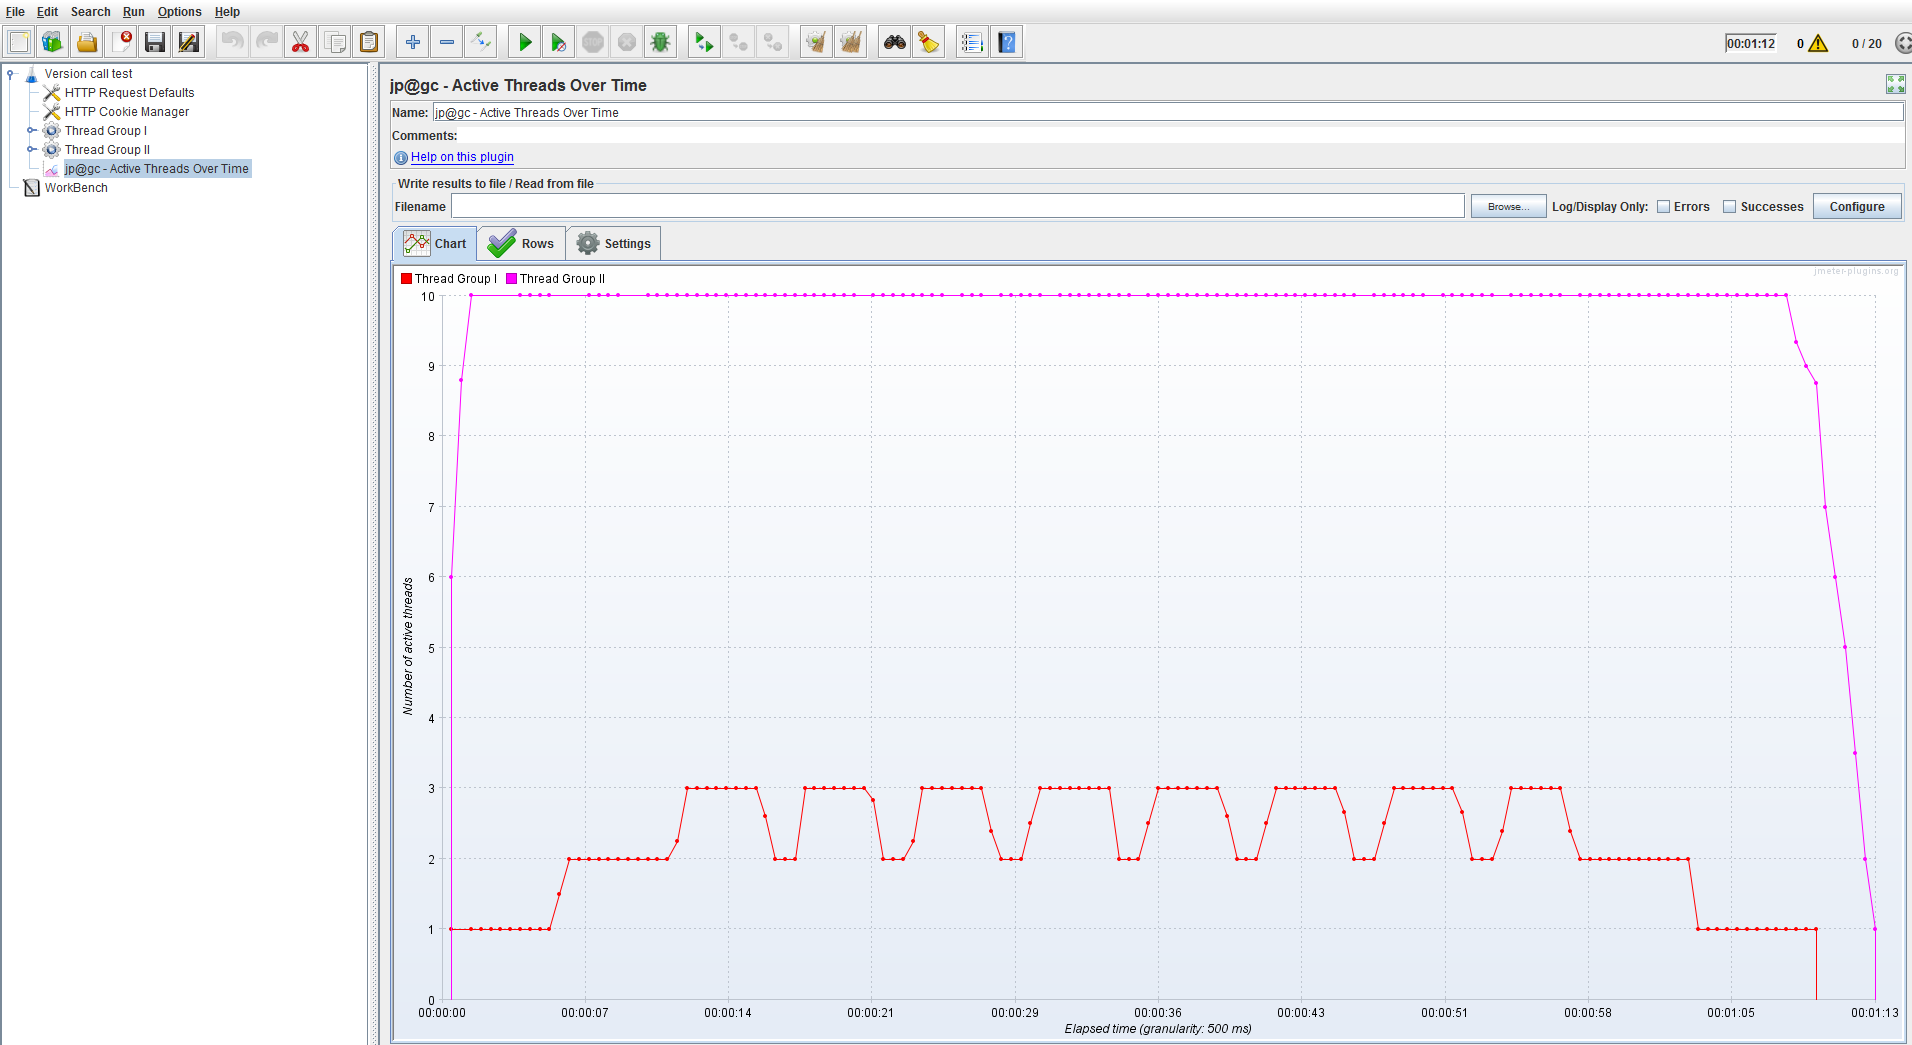 File Edit Search Run Options Help
STOP
00:01:12 0 0 / 20
Version call test
HTTP Request Defaults
HTTP Cookie Manager
Thread Group I
Thread Group II
jp@gc - Active Threads Over Time
WorkBench
jp@gc - Active Threads Over Time
Name: jp@gc - Active Threads Over Time
Comments:
Help on this plugin
Write results to file / Read from file
Filename Browse... Log/Display Only: Errors Successes Configure
Chart Rows Settings
jmeter-plugins.org
Thread Group I Thread Group II
10
9
8
7
6
5
4
3
2
1
0
Number of active threads
00:00:00 00:00:07 00:00:14 00:00:21 00:00:29 00:00:36 00:00:43 00:00:51 00:00:58 00:01:05 00:01:13
Elapsed time (granularity: 500 ms)